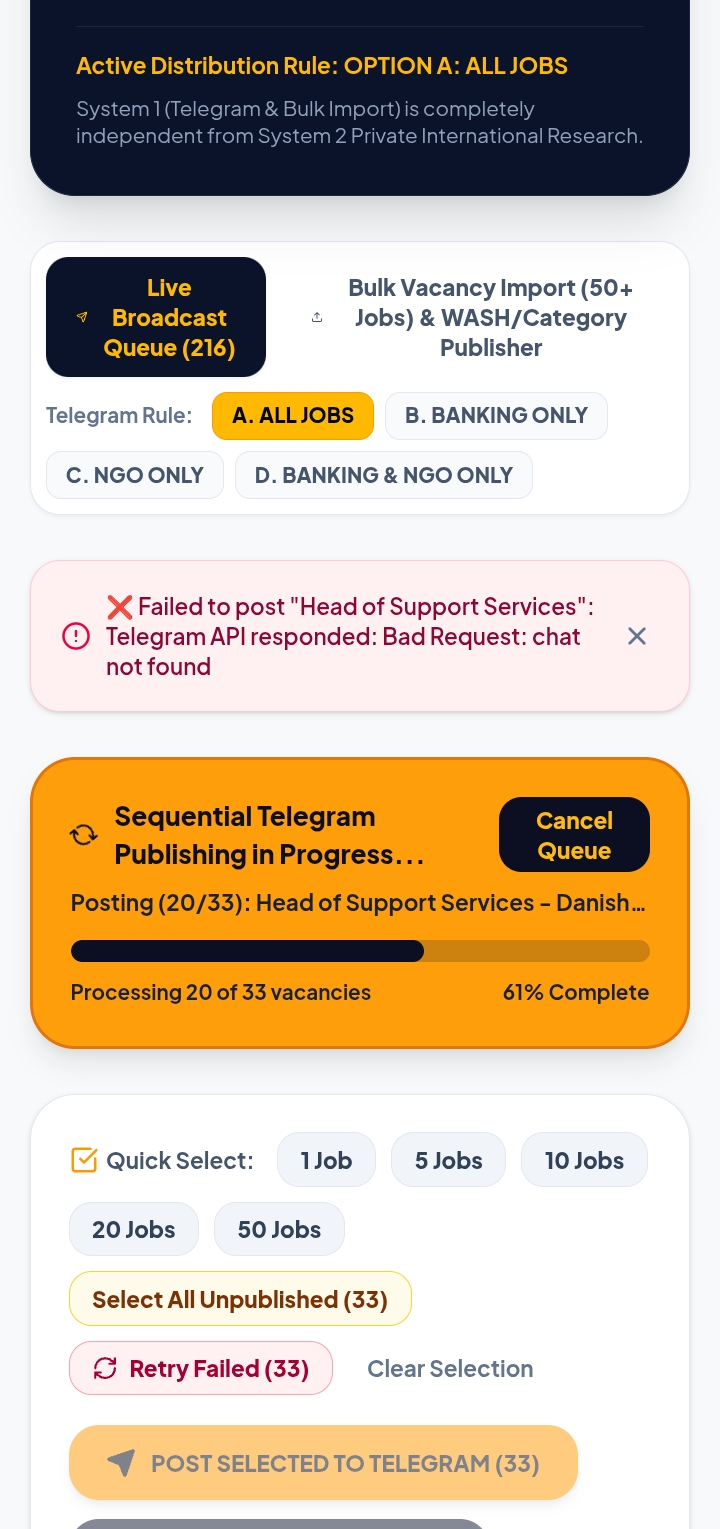 Active Distribution Rule: OPTION A: ALL JOBS
System 1 (Telegram & Bulk Import) is completely
independent from System 2 Private International Research.
Live
Broadcast
Queue (216)
Bulk Vacancy Import (50+
Jobs) & WASH/Category
Publisher
Telegram Rule:
A. ALL JOBS
B. BANKING ONLY
C. NGO ONLY
D. BANKING & NGO ONLY
❌ Failed to post "Head of Support Services":
Telegram API responded: Bad Request: chat
not found
Sequential Telegram
Publishing in Progress...
Cancel
Queue
Posting (20/33): Head of Support Services - Danish...
Processing 20 of 33 vacancies
61% Complete
Quick Select:
1 Job
5 Jobs
10 Jobs
20 Jobs
50 Jobs
Select All Unpublished (33)
Retry Failed (33)
Clear Selection
POST SELECTED TO TELEGRAM (33)